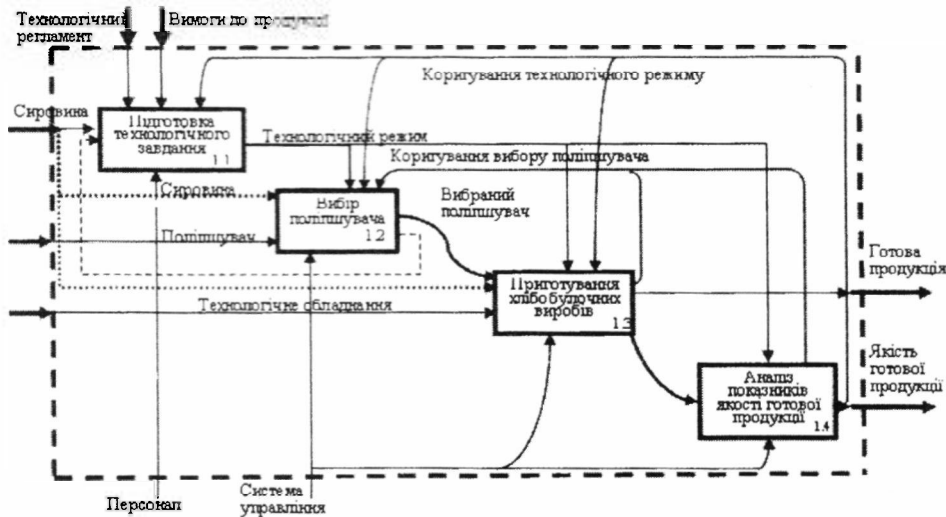 Технологічний
регламент
Вимоги до продукції
Коригування технологічного режиму
Сировина
Підготовка
технологічного
завдання
1.1
Технологічний режим
Коригування вибору поліпшувача
Сировина
Вибір
поліпшувача
1.2
Вибраний
поліпшувач
Поліпшувач
Готова
продукція
Приготування
хлібобулочних
виробів
1.3
Технологічне обладнання
Якість
готової
продукції
Аналіз
показників
якості готової
продукції
1.4
Персонал
Система
управління